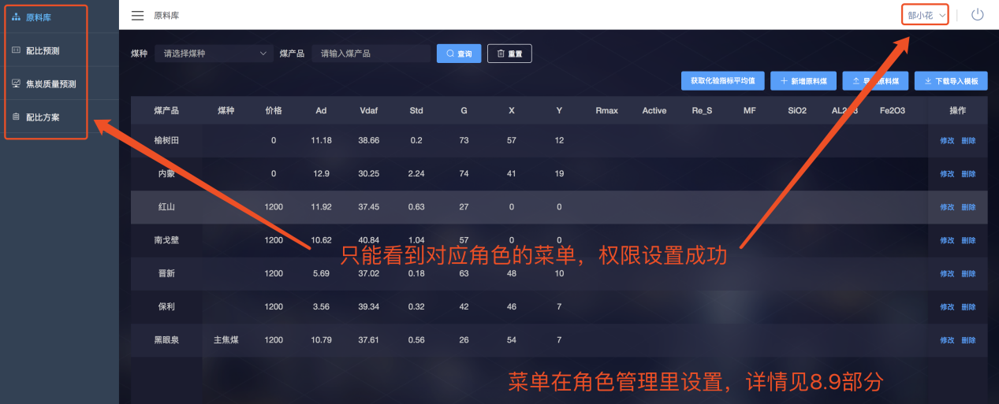 原料库
配比预测
焦炭质量预测
配比方案
原料库
郜小花
煤种 请选择煤种 煤产品 请输入煤产品 查询 重置
获取化验指标平均值 新增原料煤 导 原料煤 下载导入模板
煤产品 煤种 价格 Ad Vdaf Std G X Y Rmax Active Re_S MF SiO2 Fe2O3 操作
榆树田 0 11.18 38.66 0.2 73 57 12 修改 删除
内蒙 0 12.9 30.25 2.24 74 41 19 修改 删除
红山 1200 11.92 37.45 0.63 27 0 0 修改 删除
南戈壁 1200 10.62 40.84 1.04 57 0 0 修改 删除
只能看到对应角色的菜单，权限设置成功
晋新 1200 5.69 37.02 0.18 63 48 10 修改 删除
保利 1200 3.56 39.34 0.32 42 46 7 修改 删除
黑眼泉 主焦煤 1200 10.79 37.61 0.56 26 54 7 修改 删除
菜单在角色管理里设置，详情见8.9部分